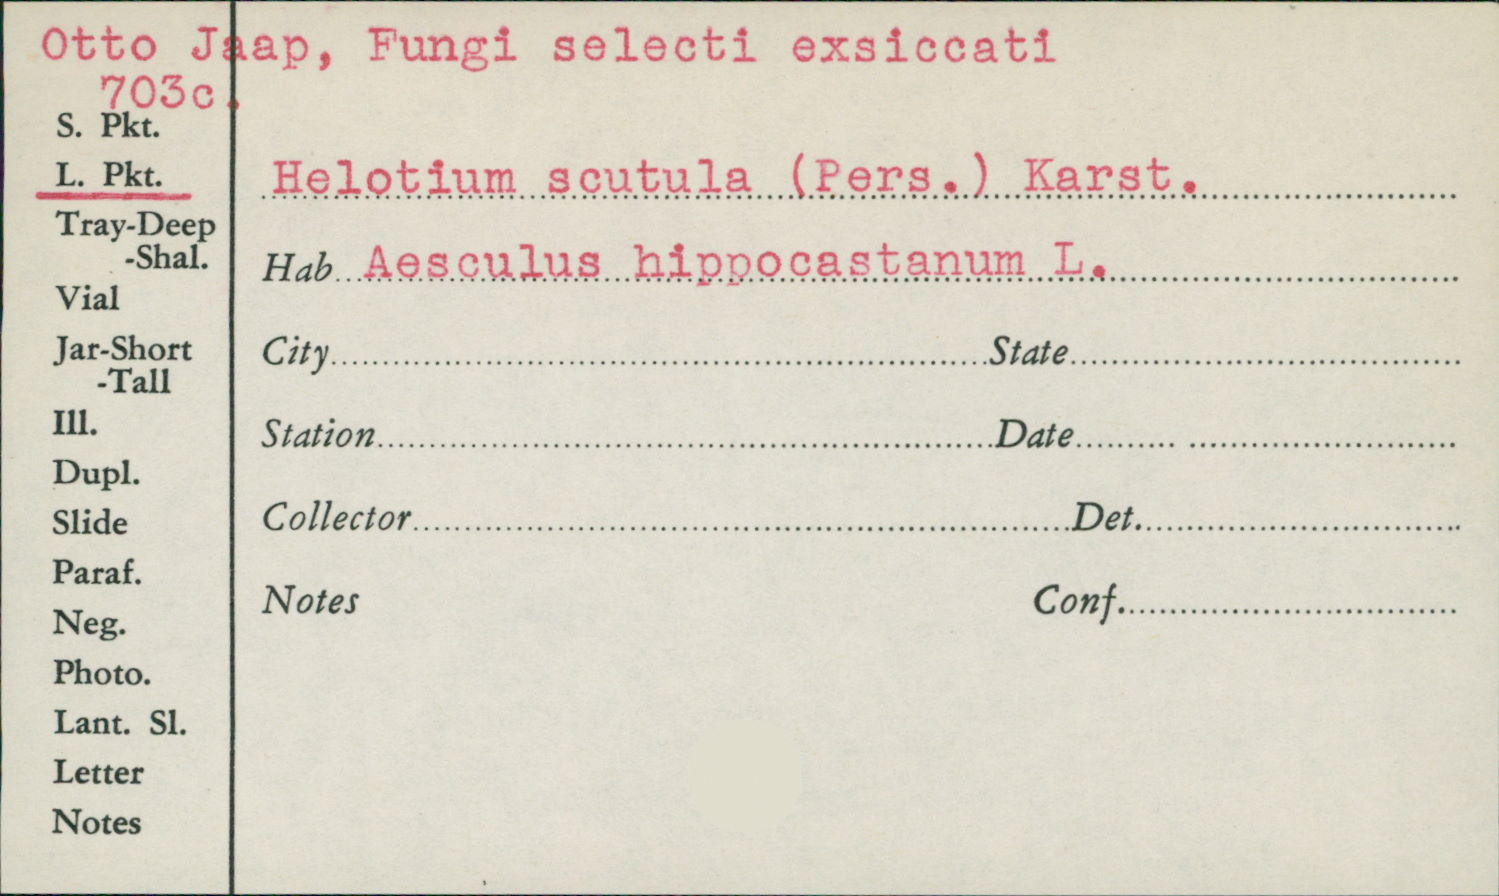 Otto Jaap, Fungi selecti exsiccati
703c.
S. Pkt.
L. Pkt.
Tray-Deep
-Shal.
Vial
Jar-Short
-Tall
Ill.
Dupl.
Slide
Paraf.
Neg.
Photo.
Lant. Sl.
Letter
Notes
Helotium scutula (Pers.) Karst.
Hab Aesculus hippocastanum L.
City State
Station Date
Collector Det.
Notes Conf.